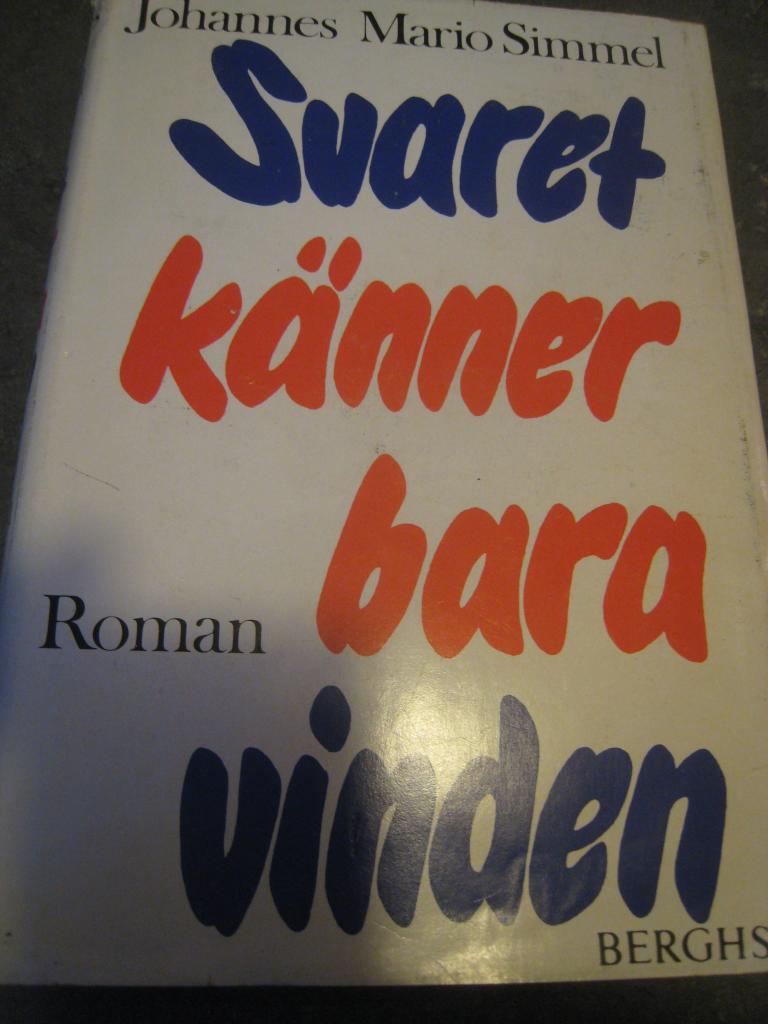 Johannes Mario Simmel
Svaret
känner
bara
Roman
vinden
BERGHS